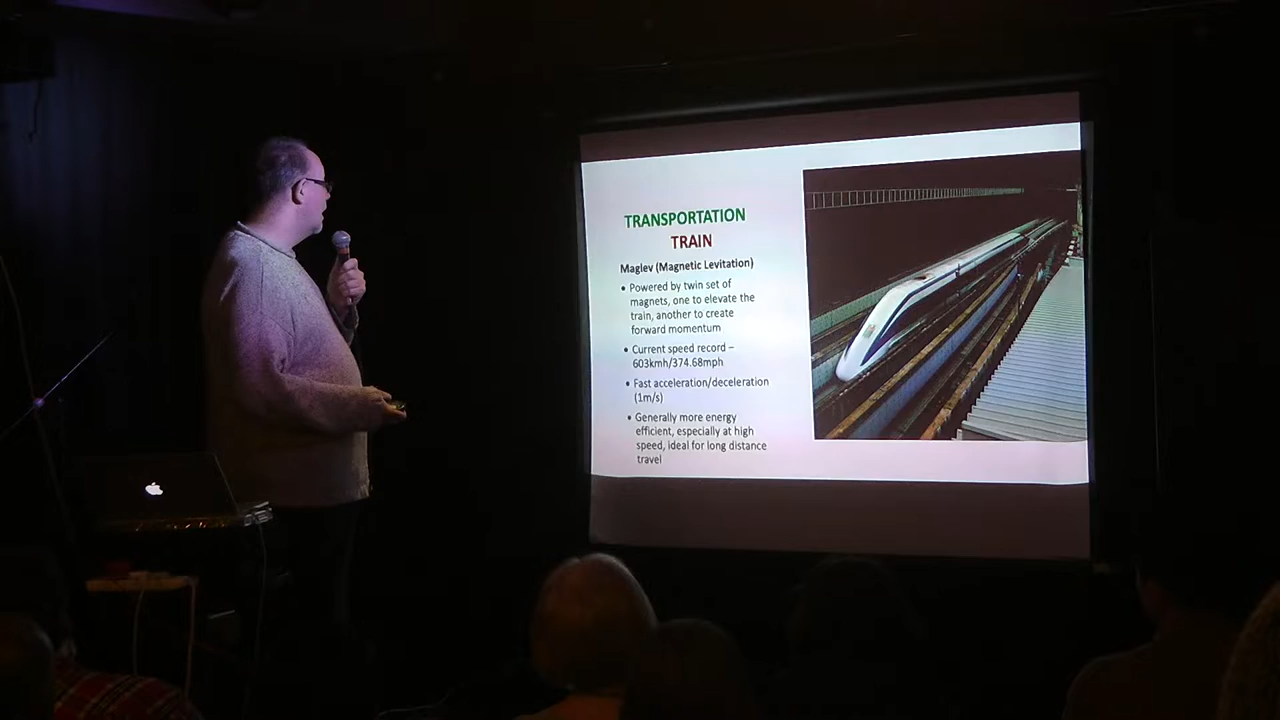 TRANSPORTATION
TRAIN
Maglev (Magnetic Levitation)
• Powered by twin set of
magnets, one to elevate the
train, another to create
forward momentum
• Current speed record –
603kmh/374.68mph
• Fast acceleration/deceleration
(1m/s)
• Generally more energy
efficient, especially at high
speed, ideal for long distance
travel